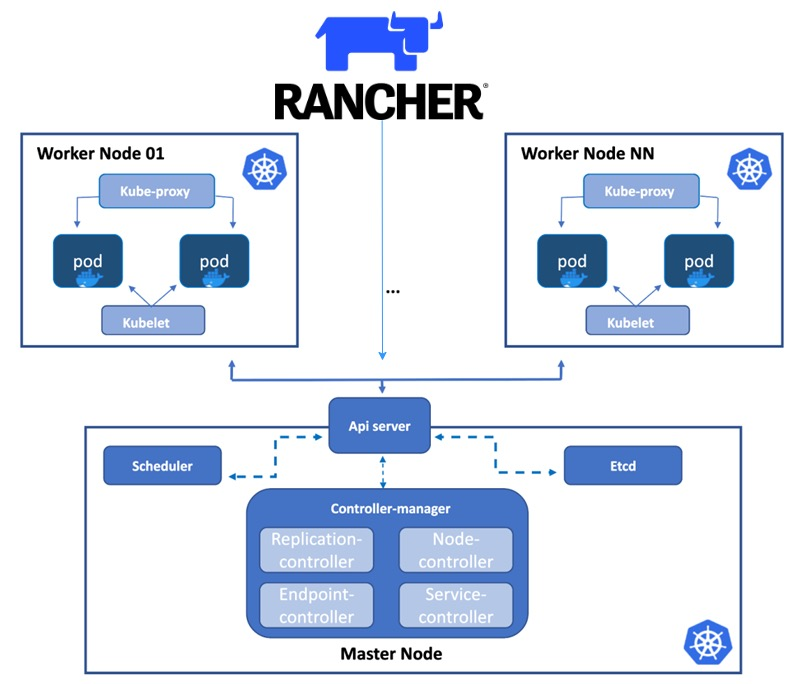 RANCHER®
Worker Node 01
Kube-proxy
pod
pod
Kubelet
...
Worker Node NN
Kube-proxy
pod
pod
Kubelet
Api server
Scheduler
Etcd
Controller-manager
Replication-
controller
Node-
controller
Endpoint-
controller
Service-
controller
Master Node